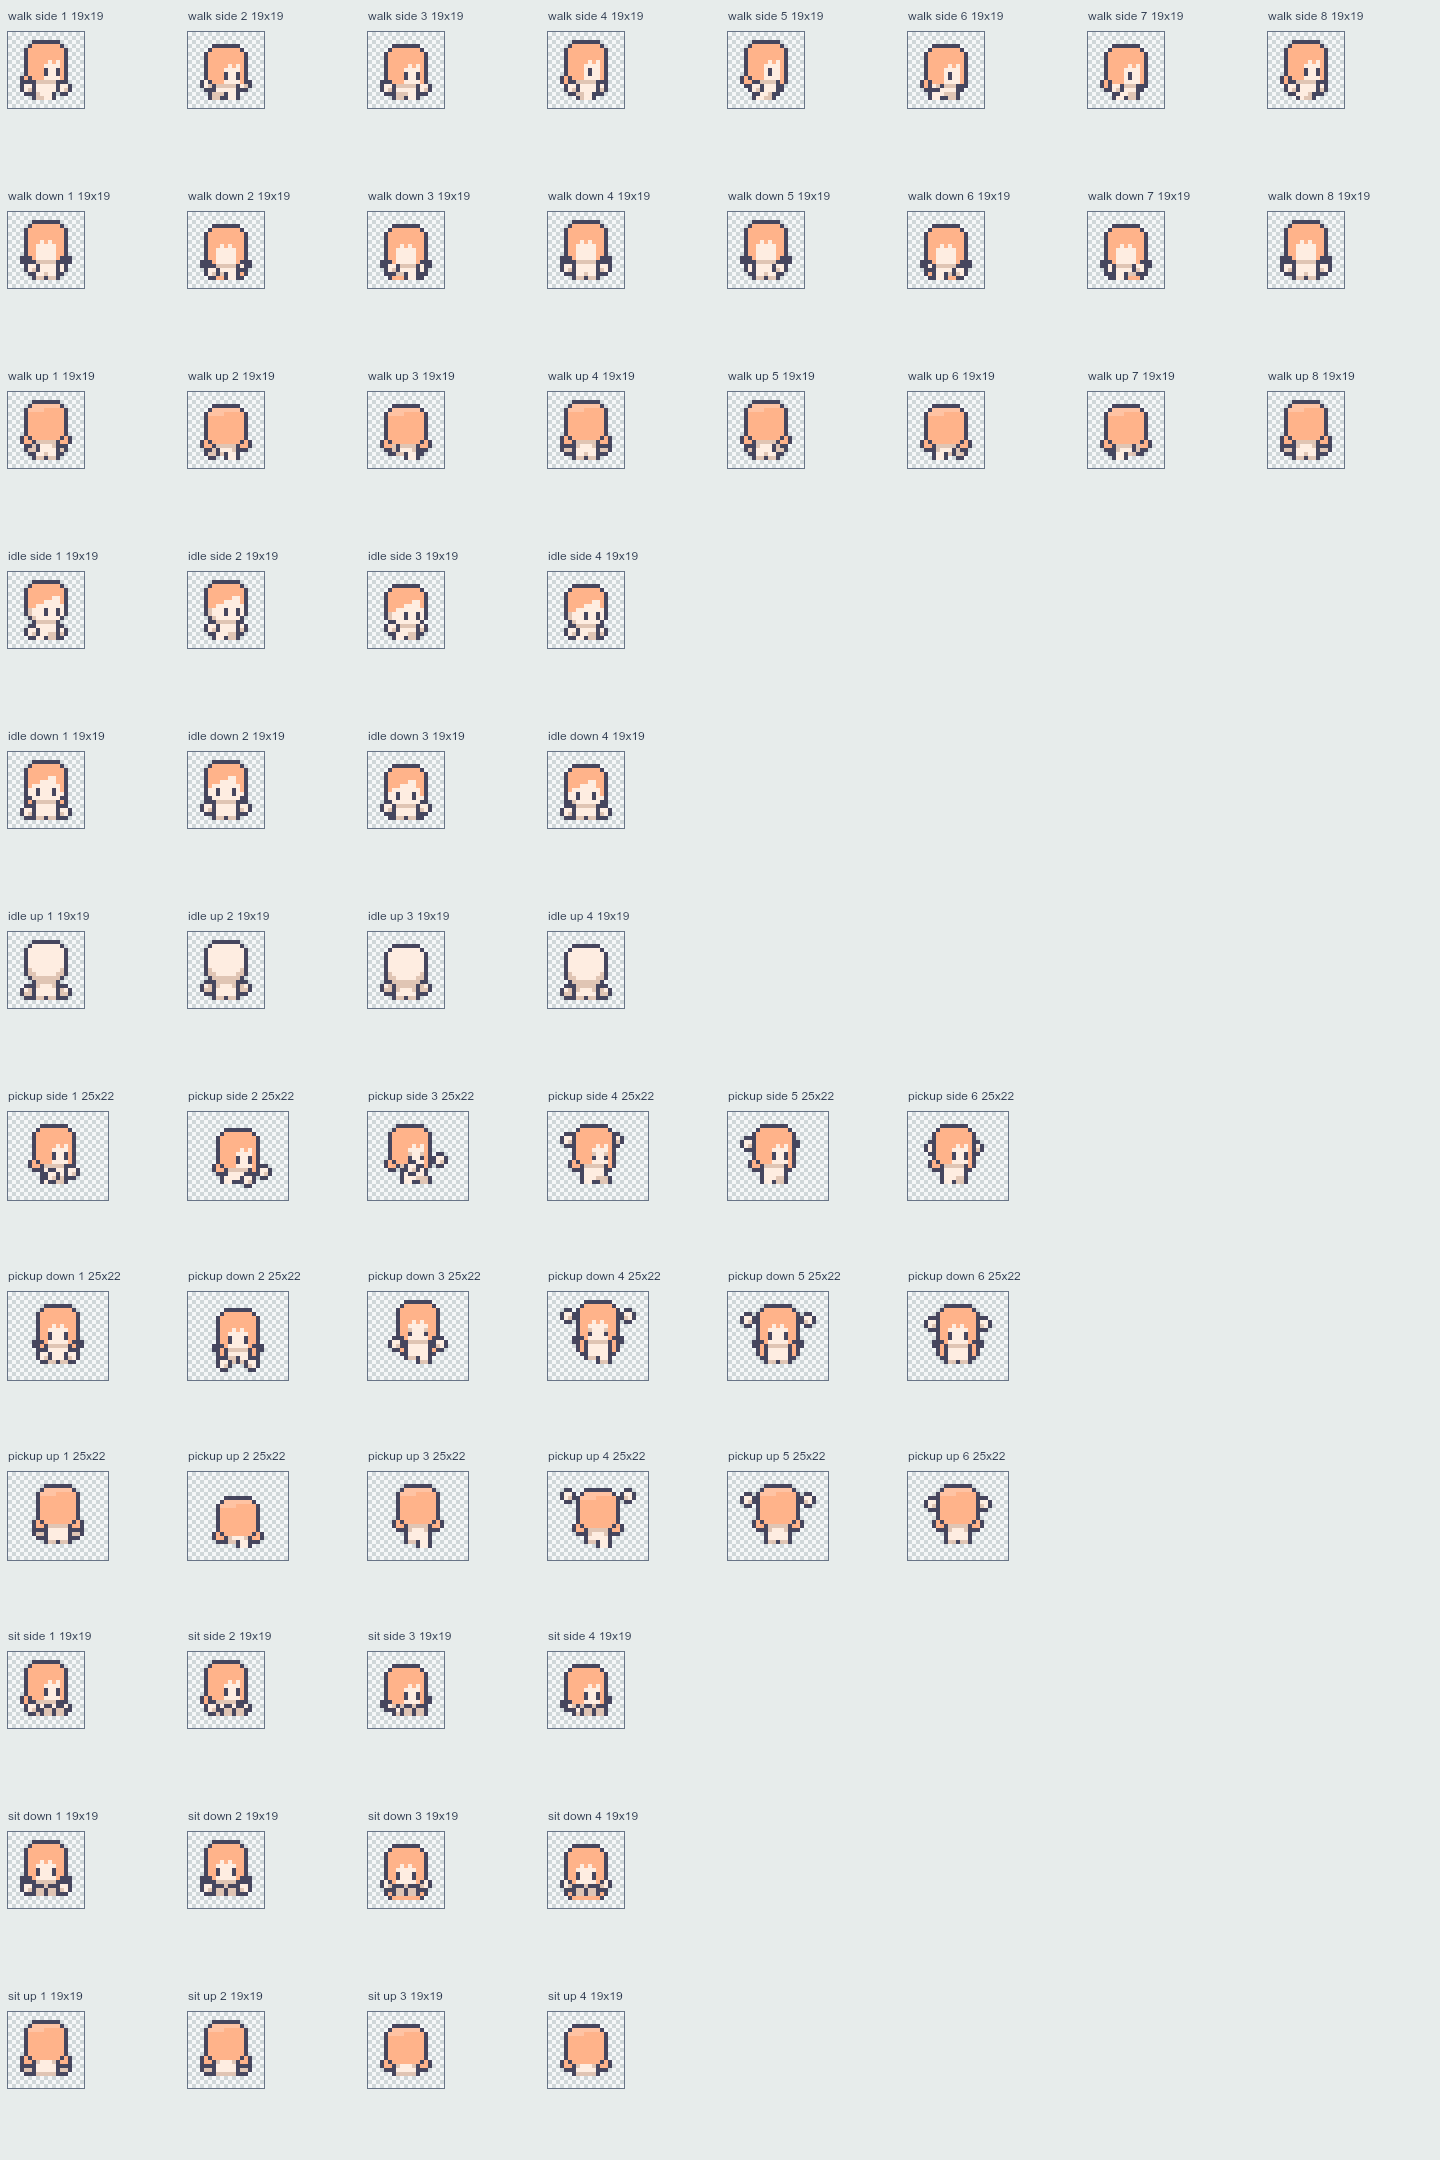 walk side 1 19x19 walk side 2 19x19 walk side 3 19x19 walk side 4 19x19 walk side 5 19x19 walk side 6 19x19 walk side 7 19x19 walk side 8 19x19
walk down 1 19x19 walk down 2 19x19 walk down 3 19x19 walk down 4 19x19 walk down 5 19x19 walk down 6 19x19 walk down 7 19x19 walk down 8 19x19
walk up 1 19x19 walk up 2 19x19 walk up 3 19x19 walk up 4 19x19 walk up 5 19x19 walk up 6 19x19 walk up 7 19x19 walk up 8 19x19
idle side 1 19x19 idle side 2 19x19 idle side 3 19x19 idle side 4 19x19
idle down 1 19x19 idle down 2 19x19 idle down 3 19x19 idle down 4 19x19
idle up 1 19x19 idle up 2 19x19 idle up 3 19x19 idle up 4 19x19
pickup side 1 25x22 pickup side 2 25x22 pickup side 3 25x22 pickup side 4 25x22 pickup side 5 25x22 pickup side 6 25x22
pickup down 1 25x22 pickup down 2 25x22 pickup down 3 25x22 pickup down 4 25x22 pickup down 5 25x22 pickup down 6 25x22
pickup up 1 25x22 pickup up 2 25x22 pickup up 3 25x22 pickup up 4 25x22 pickup up 5 25x22 pickup up 6 25x22
sit side 1 19x19 sit side 2 19x19 sit side 3 19x19 sit side 4 19x19
sit down 1 19x19 sit down 2 19x19 sit down 3 19x19 sit down 4 19x19
sit up 1 19x19 sit up 2 19x19 sit up 3 19x19 sit up 4 19x19